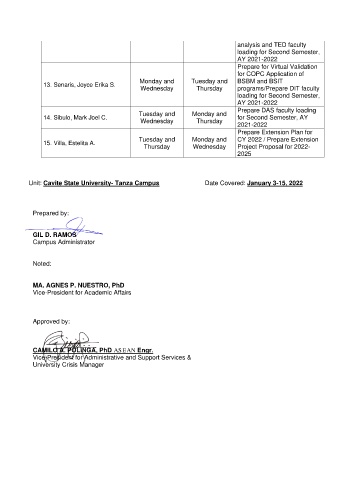 analysis and TED faculty
loading for Second Semester,
AY 2021-2022
13. Senaris, Joyce Erika S.
Monday and
Wednesday
Tuesday and
Thursday
Prepare for Virtual Validation
for COPC Application of
BSBM and BSIT
programs/Prepare DIT faculty
loading for Second Semester,
AY 2021-2022
14. Sibulo, Mark Joel C.
Tuesday and
Wednesday
Monday and
Thursday
Prepare DAS faculty loading
for Second Semester, AY
2021-2022
15. Villa, Estelita A.
Tuesday and
Thursday
Monday and
Wednesday
Prepare Extension Plan for
CY 2022 / Prepare Extension
Project Proposal for 2022-
2025
Unit: Cavite State University- Tanza Campus Date Covered: January 3-15, 2022
Prepared by:
GIL D. RAMOS
Campus Administrator
Noted:
MA. AGNES P. NUESTRO, PhD
Vice-President for Academic Affairs
Approved by:
CAMILO A. POLINGA, PhD ASEAN Engr.
Vice-President for Administrative and Support Services &
University Crisis Manager